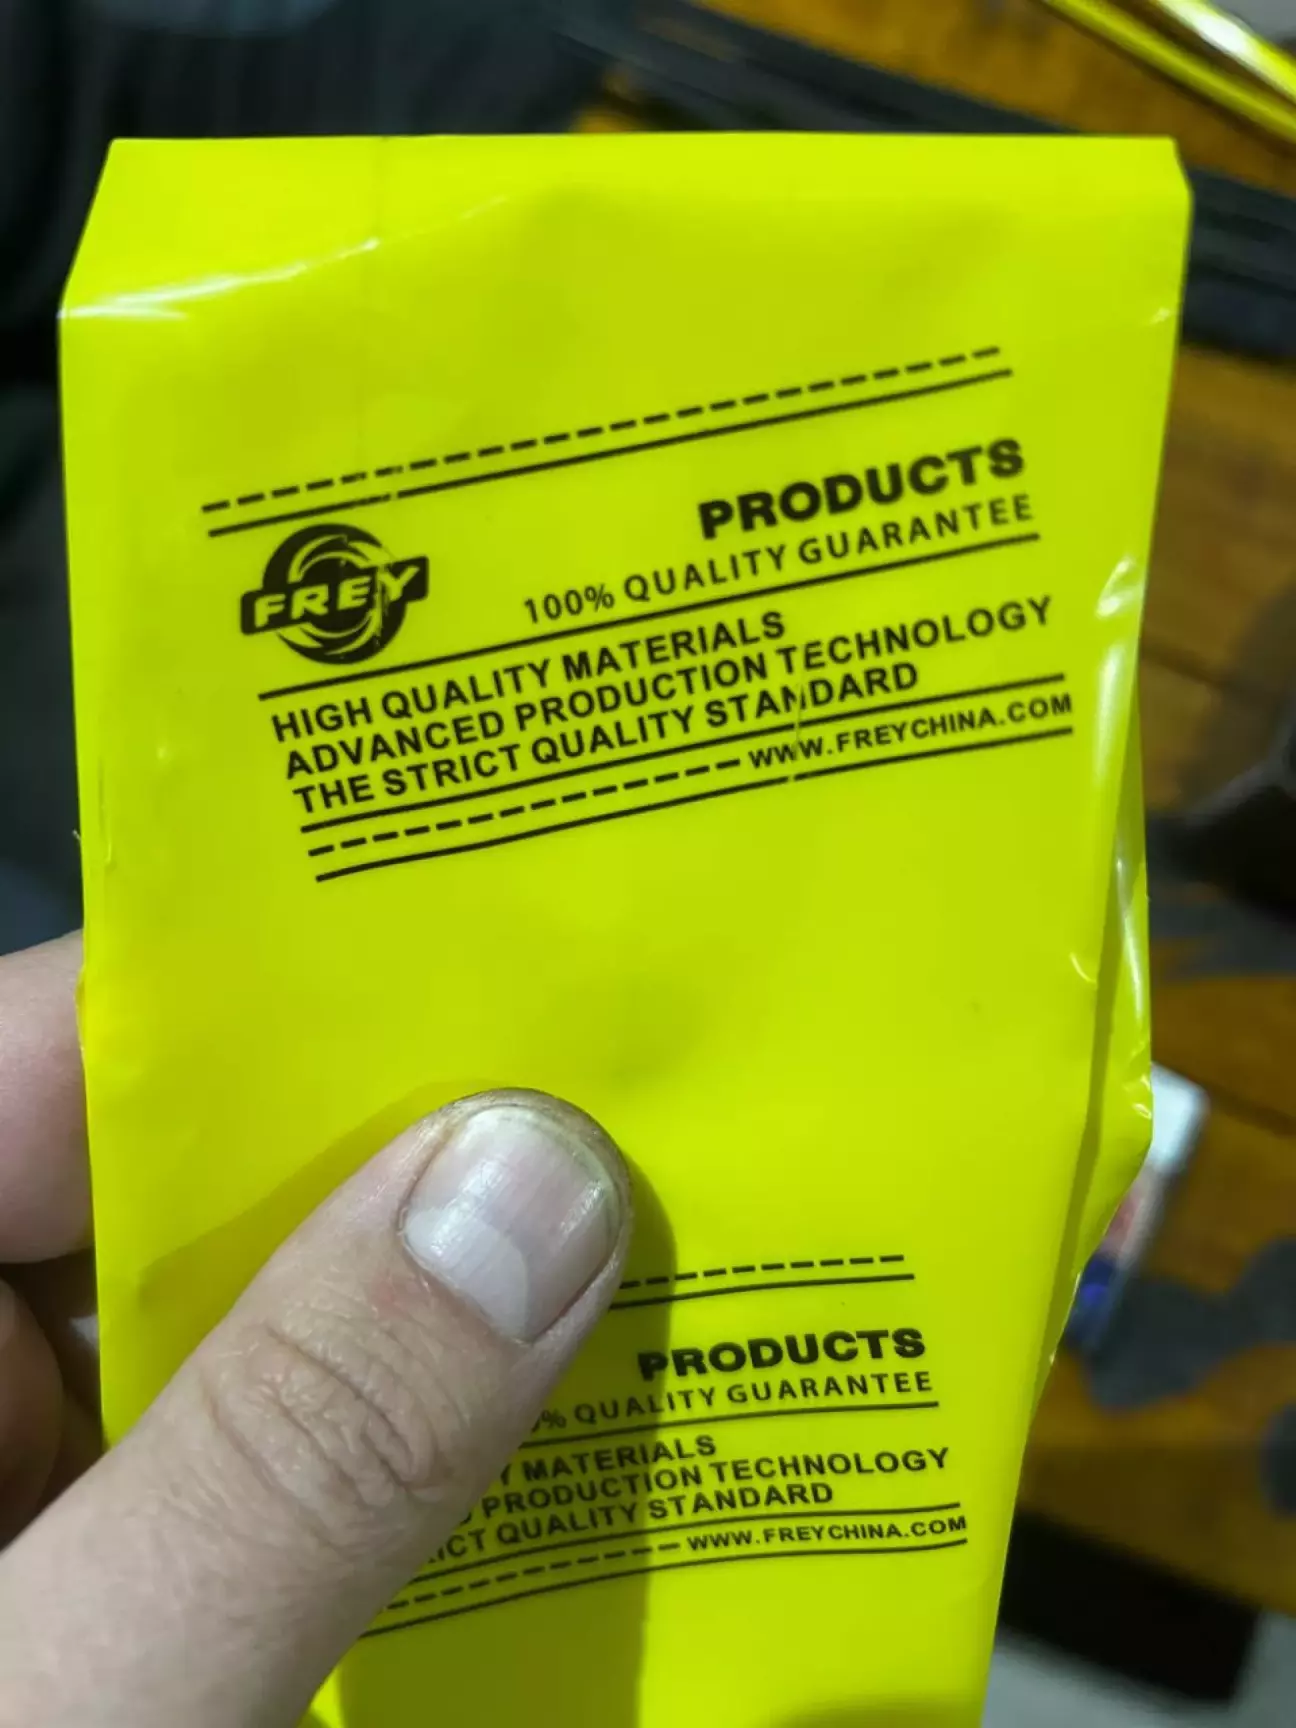 PRODUCTS
FREY
100% QUALITY GUARANTEE
HIGH QUALITY MATERIALS
ADVANCED PRODUCTION TECHNOLOGY
THE STRICT QUALITY STANDARD
WWW.FREYCHINA.COM
PRODUCTS
% QUALITY GUARANTEE
MATERIALS
PRODUCTION TECHNOLOGY
QUALITY STANDARD
WWW.FREYCHINA.COM